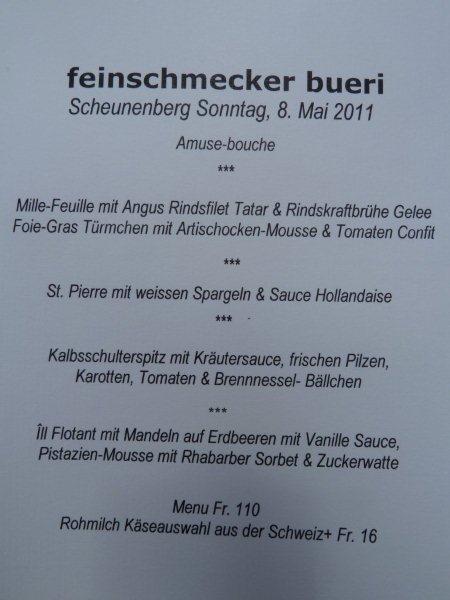 feinschmecker bueri
Scheunenberg Sonntag, 8. Mai 2011
Amuse-bouche
***
Mille-Feuille mit Angus Rindsfilet Tatar & Rindskraftbrühe Gelee
Foie-Gras Türmchen mit Artischocken-Mousse & Tomaten Confit
***
St. Pierre mit weissen Spargeln & Sauce Hollandaise
***
Kalbsschulterspitz mit Kräutersauce, frischen Pilzen,
Karotten, Tomaten & Brennnessel- Bällchen
***
Îll Flotant mit Mandeln auf Erdbeeren mit Vanille Sauce,
Pistazien-Mousse mit Rhabarber Sorbet & Zuckerwatte
Menu Fr. 110
Rohmilch Käseauswahl aus der Schweiz+ Fr. 16